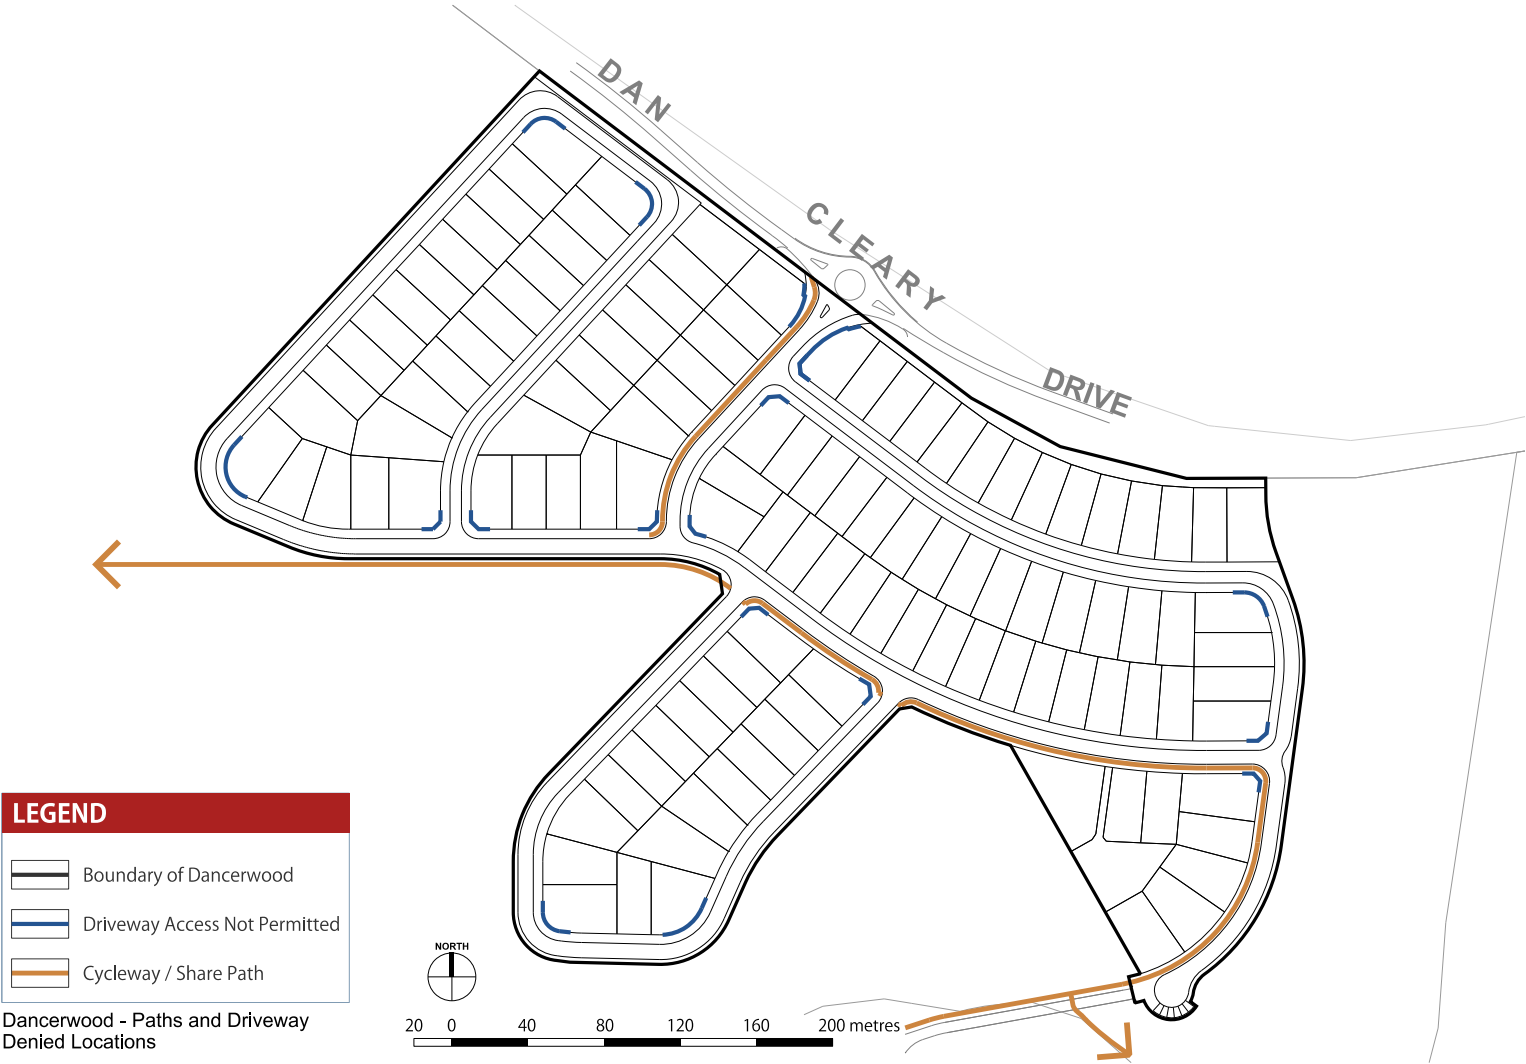 DAN
CLEARY
DRIVE
LEGEND
Boundary of Dancerwood
Driveway Access Not Permitted
Cycleway / Share Path
Dancerwood - Paths and Driveway
Denied Locations
NORTH
20 0 40 80 120 160 200 metres